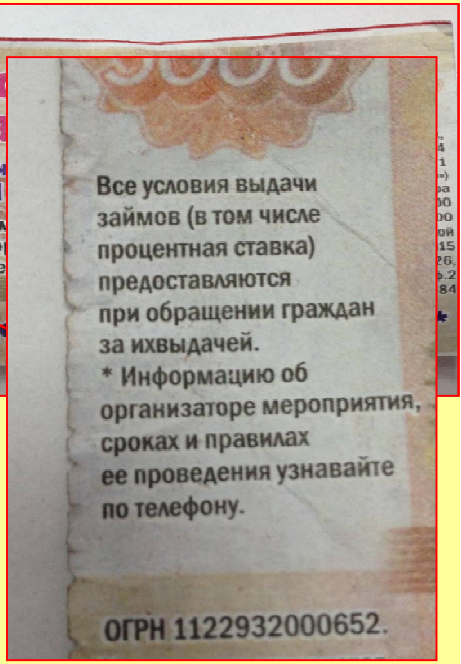 5000
Все условия выдачи
займов (в том числе
процентная ставка)
предоставляются
при обращении граждан
за ихвыдачей.
* Информацию об
организаторе мероприятия,
сроках и правилах
ее проведения узнавайте
по телефону.
ОГРН 1122932000652.